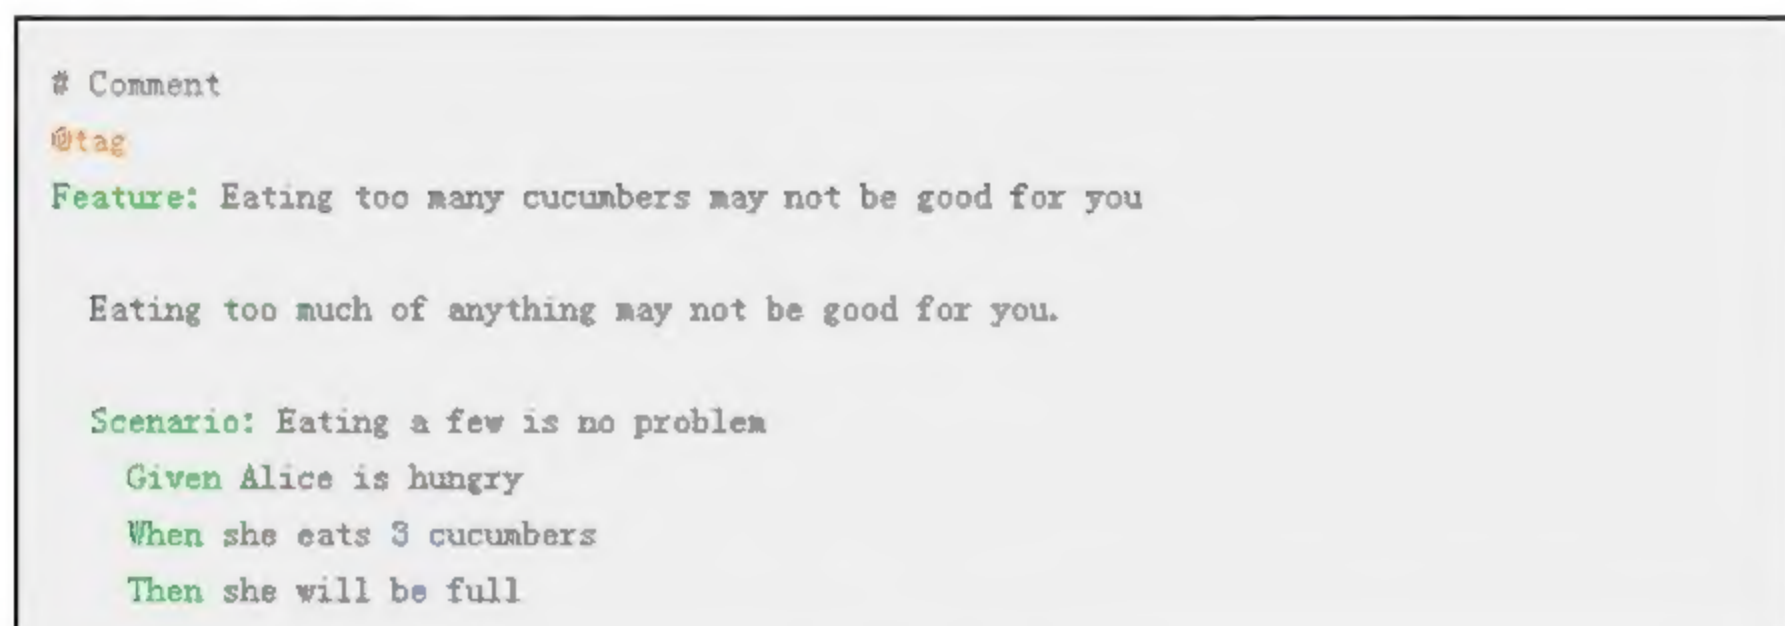 # Comment
@tag
Feature: Eating too many cucumbers may not be good for you
Eating too much of anything may not be good for you.
Scenario: Eating a few is no problem
Given Alice is hungry
When she eats 3 cucumbers
Then she will be full